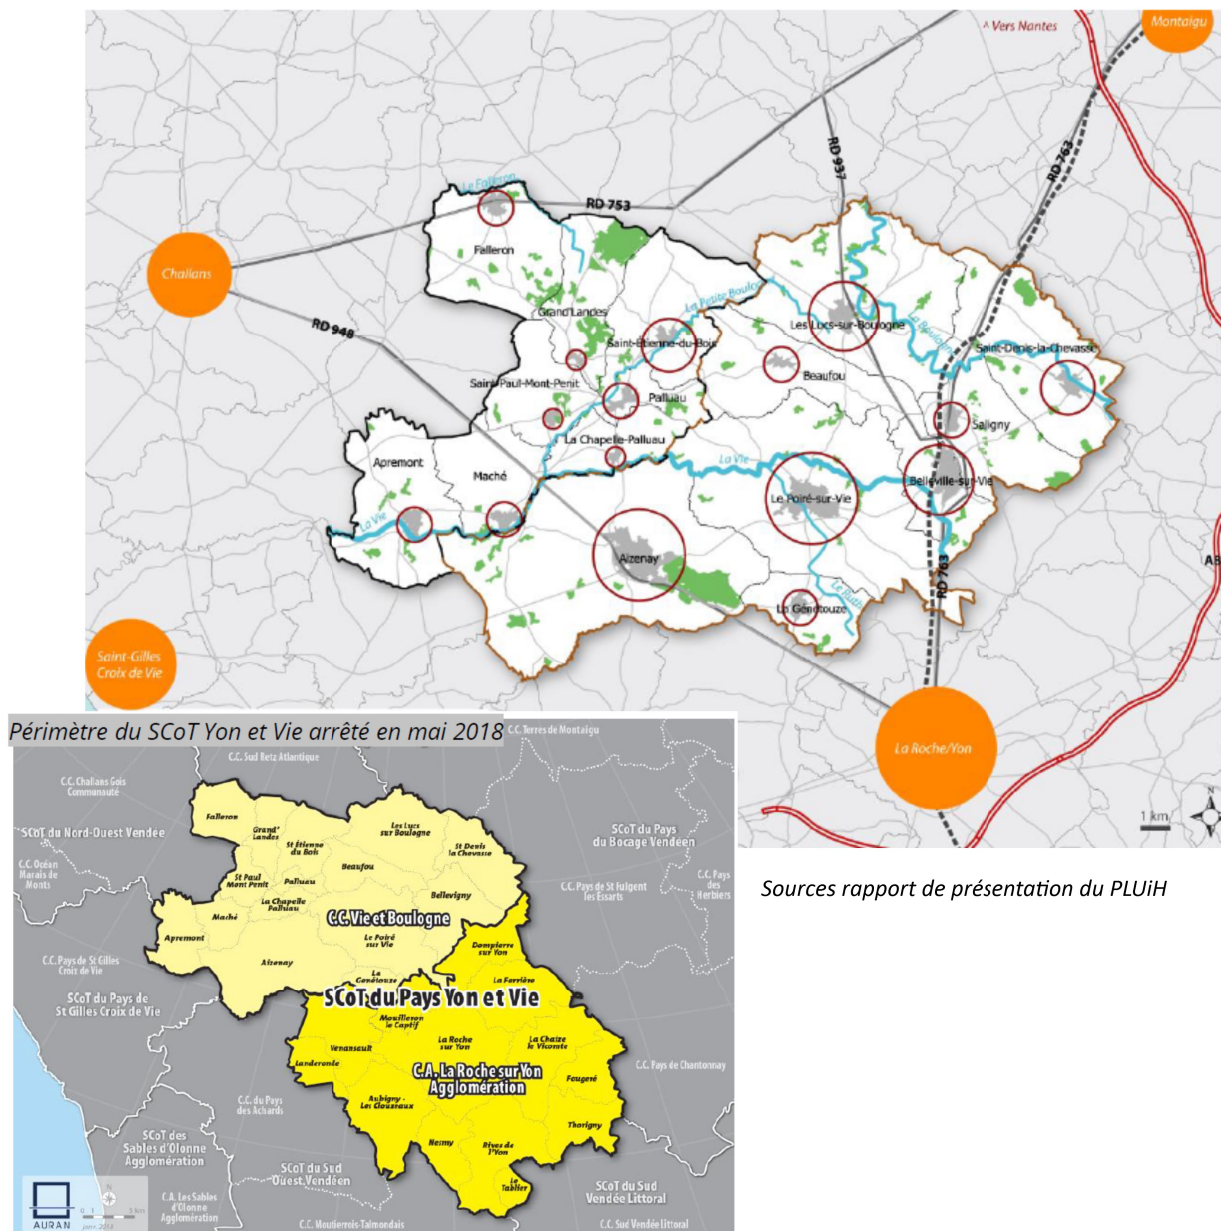 Montaigu
^ Vers Nantes
RD 937
RD 763
Le Falleron
RD 753
Falleron
Challans
RD 948
Grand'Landes
La Petite Boulog
Les Lucs-sur-Boulogne
La Boulogne
Saint-Étienne-du-Bois
Saint-Denis-la-Chevasse
Beaufou
Saint-Paul-Mont-Penit
Palluau
Saligny
La Chapelle-Palluau
Apremont
Maché
La Vie
Belleville-sur-Vie
Le Poiré-sur-Vie
La Vie
Aizenay
A8
RD 763
La Génétouze
Saint-Gilles
Croix de Vie
La Roche/Yon
N
1 km
Périmètre du SCoT Yon et Vie arrêté en mai 2018
C.C. Terres de Montaigu
C.C. Sud Retz Atlantique
C.C. Challans Gois
Communauté
Falleron
Grand'
Landes
Les Lucs
sur Boulogne
SCoT du Nord-Ouest Vendée
St Étienne
du Bois
St Denis
la Chevasse
SCoT du Pays
du Bocage Vendéen
Beaufou
C.C. Océan
Marais de
Monts
St Paul
Mont Penit
Palluau
Bellevigny
C.C. Pays de St Fulgent
les Essarts
C.C. Pays
des
Herbiers
La Chapelle
Palluau
Maché
C.C. Vie et Boulogne
Apremont
Le Poiré
sur Vie
Dompierre
sur Yon
C.C. Pays de St Gilles
Croix de Vie
Aizenay
La
Genétouze
La Ferrière
SCoT du Pays de
St Gilles Croix de Vie
SCoT du Pays Yon et Vie
Mouilleron
le Captif
La Roche
sur Yon
La Chaize
le Vicomte
Venansault
Landeronde
C.A. La Roche sur Yon
Agglomération
C.C. Pays de Chantonnay
Fougeré
C.C. du Pays
des Achards
Aubigny -
Les Clouzeaux
Thorigny
Nesmy
Rives de
l'Yon
SCoT des
Sables d'Olonne
Agglomération
SCoT du Sud
Ouest Vendéen
Le
Tablier
SCoT du Sud
Vendée Littoral
C.A. Les Sables
d'Olonne
Agglomération
C.C. Moutierrois-Talmondais
C.C. Sud Vendée Littoral
AURAN
N
0 1 5 km
janv. 2018
Sources rapport de présentation du PLUiH